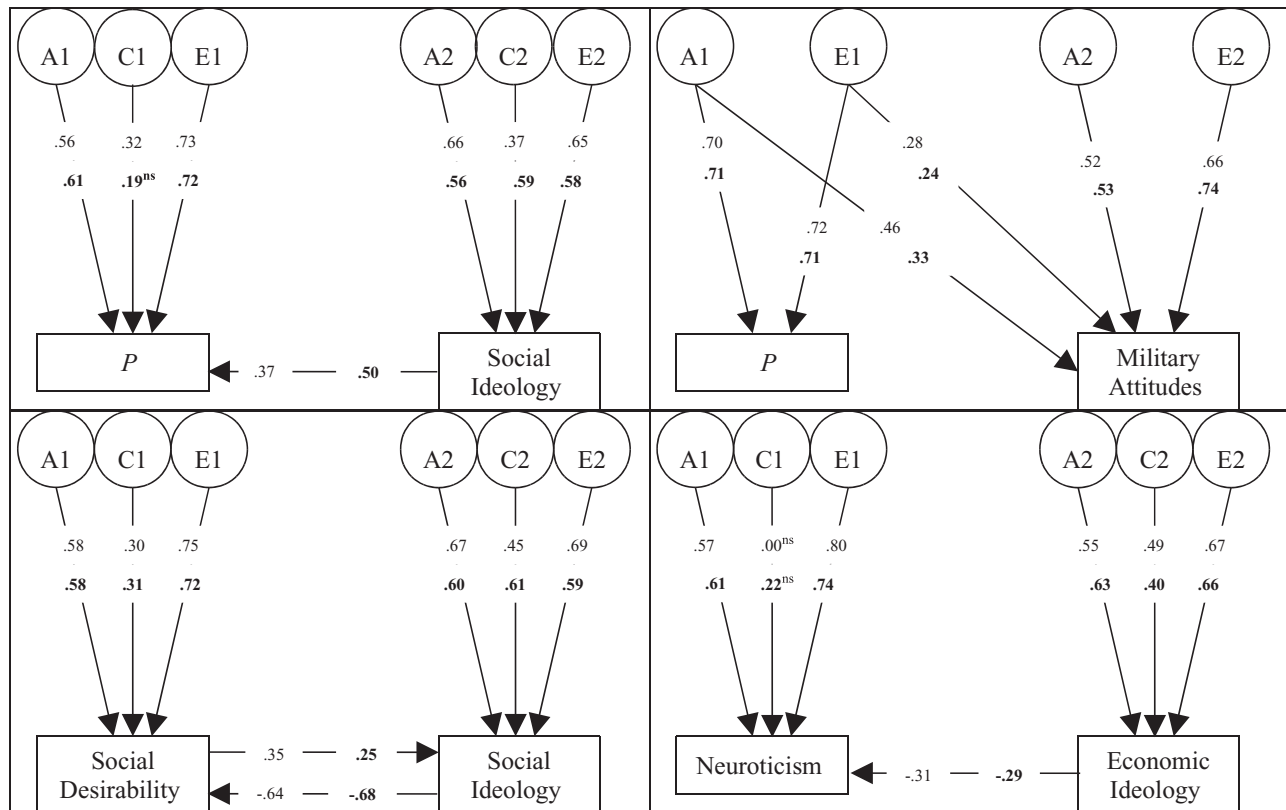 A1 C1 E1 A2 C2 E2
.56 .32 .73 .66 .37 .65
.61 .19ns .72 .56 .59 .58
P
Social
Ideology
.37 .50
A1 E1 A2 E2
.70 .28 .52 .66
.71 .24 .53 .74
.72 .46
.71 .33
P
Military
Attitudes
A1 C1 E1 A2 C2 E2
.58 .30 .75 .67 .45 .69
.58 .31 .72 .60 .61 .59
Social
Desirability
Social
Ideology
.35 .25
-.64 -.68
A1 C1 E1 A2 C2 E2
.57 .00ns .80 .55 .49 .67
.61 .22ns .74 .63 .40 .66
Neuroticism
Economic
Ideology
-.31 -.29